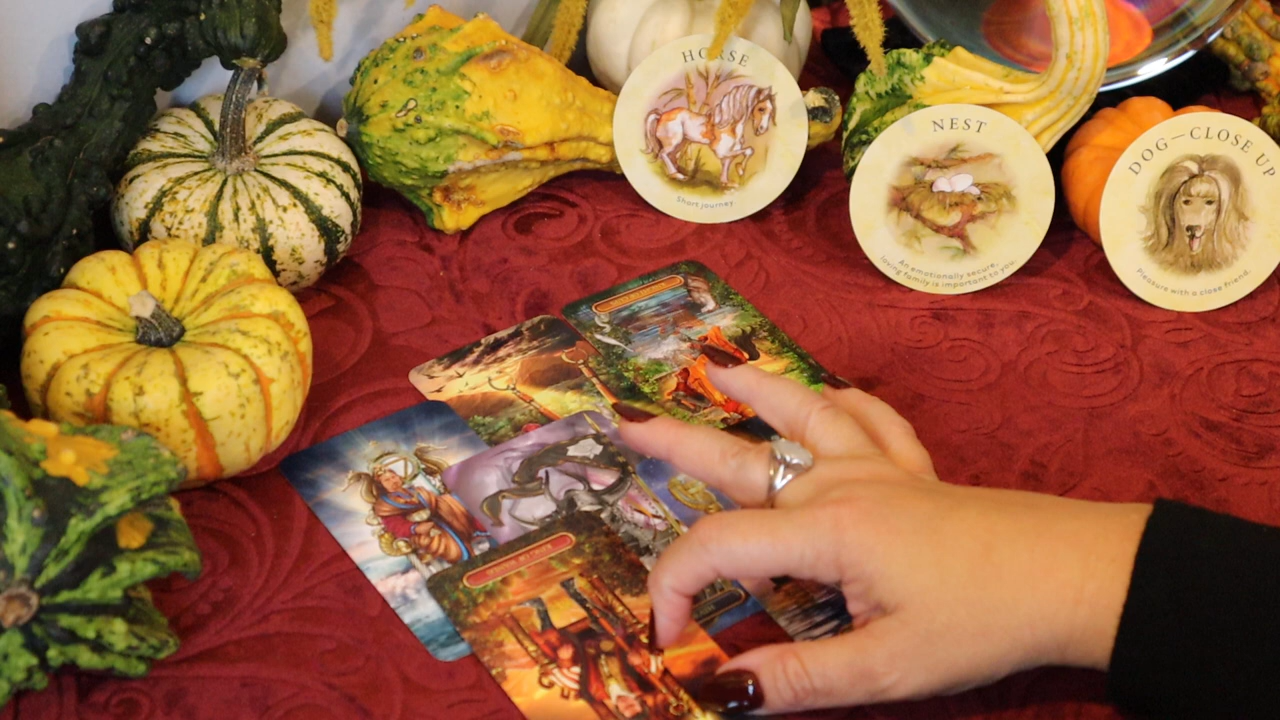 HORSE
Short journey.
NEST
An emotionally secure,
loving family is important to you.
DOG—CLOSE UP
Pleasure with a close friend.